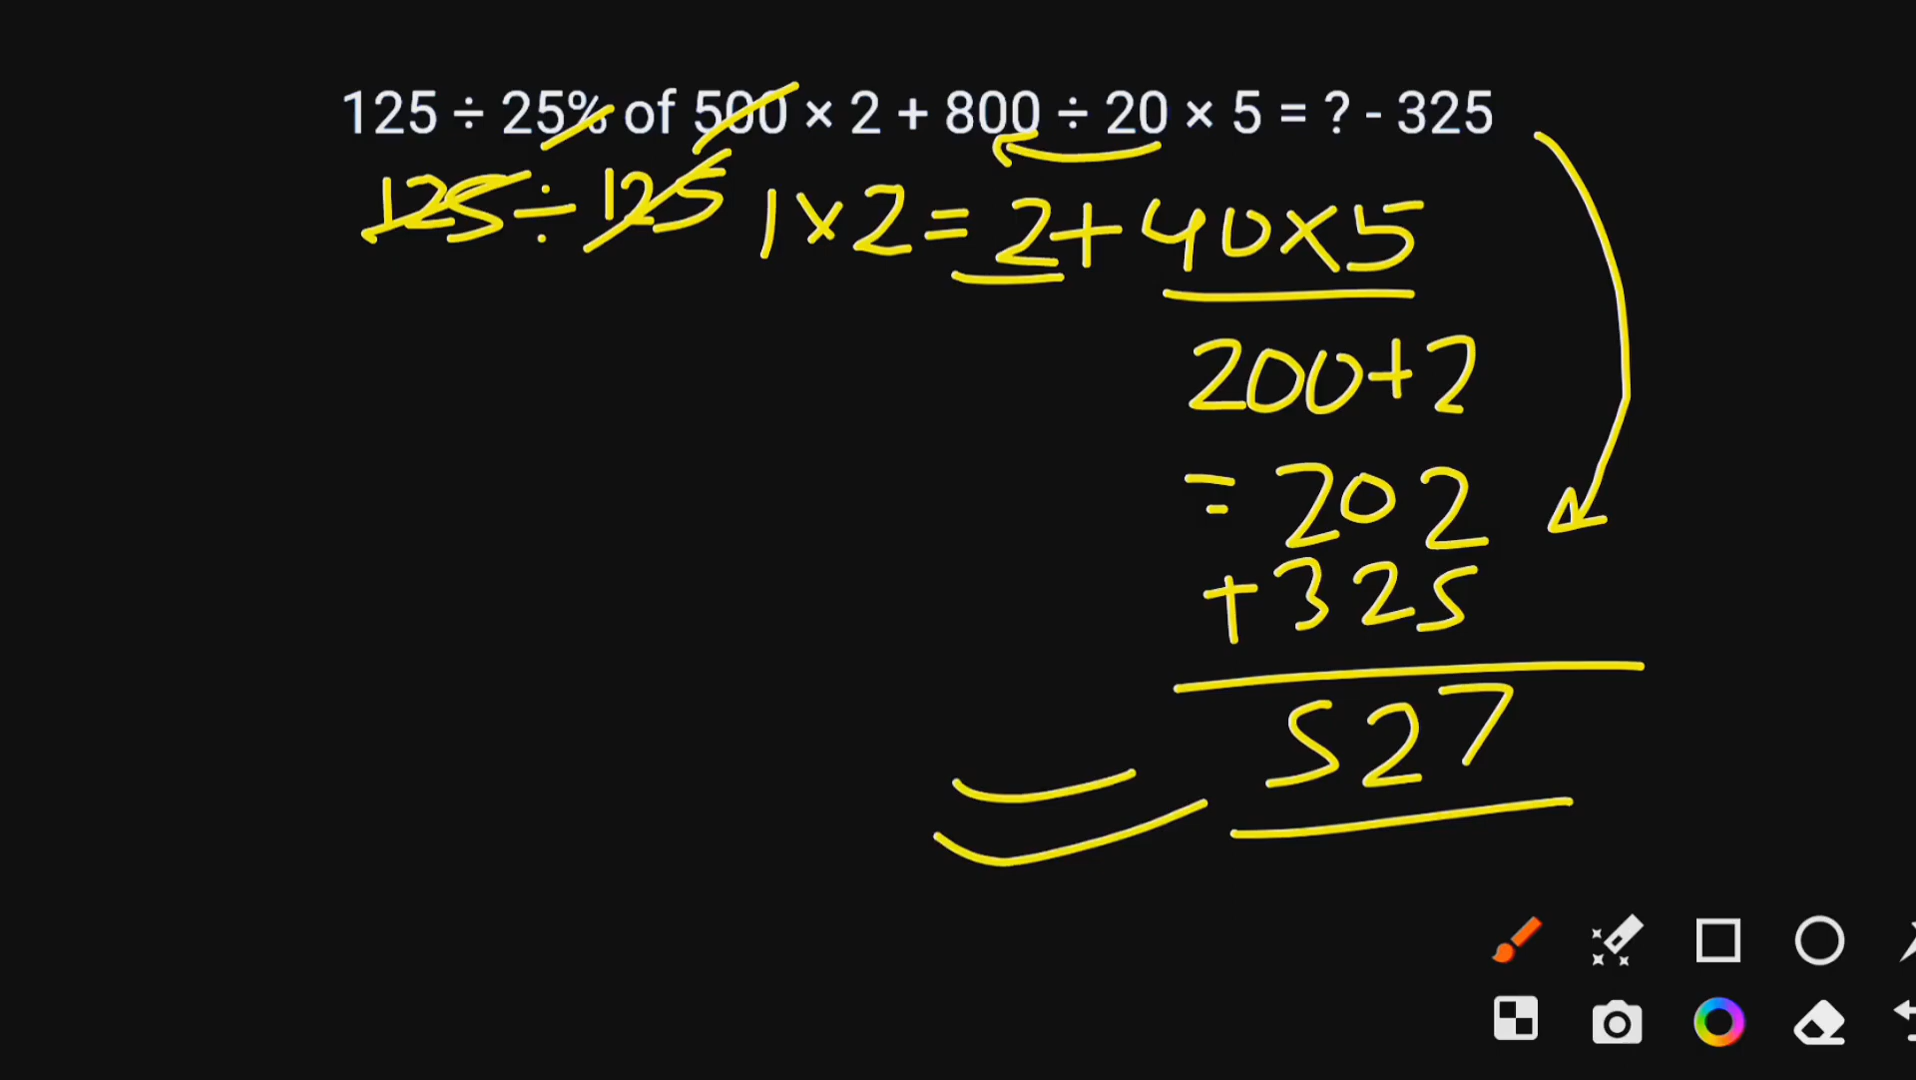 125 ÷ 25% of 500 × 2 + 800 ÷ 20 × 5 = ? - 325
125 ÷ 125 1 × 2 = 2 + 40 × 5
200 + 2
= 202
+ 325
527